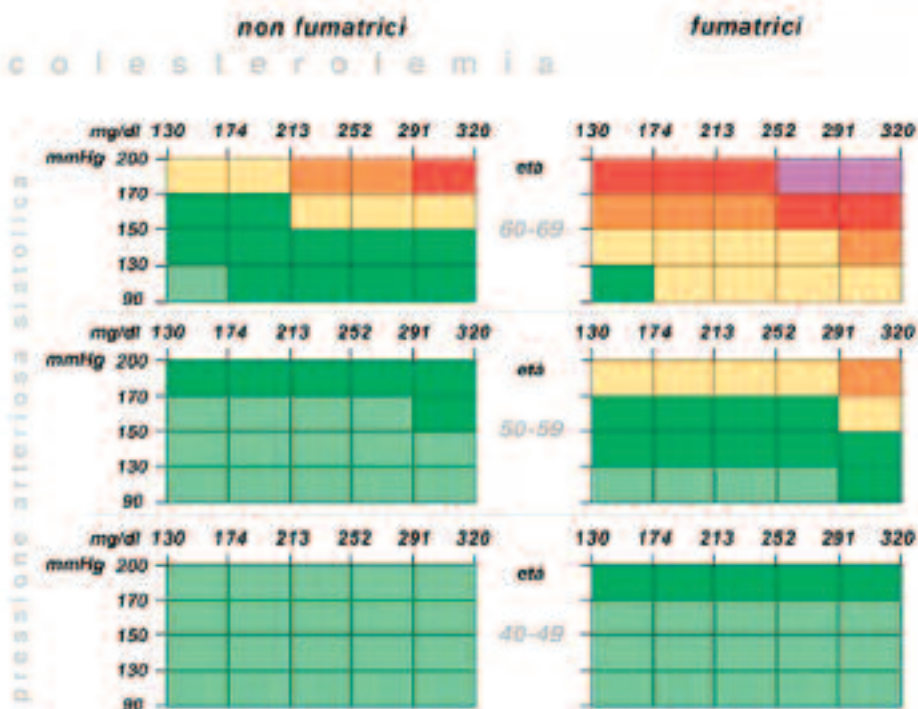 non fumatrici fumatrici
colesterolemia
mg/dl 130 174 213 252 291 320 130 174 213 252 291 320
mmHg 200 età
170
150 60-69
130
90
mg/dl 130 174 213 252 291 320 130 174 213 252 291 320
mmHg 200 età
170
150 50-59
130
90
mg/dl 130 174 213 252 291 320 130 174 213 252 291 320
mmHg 200 età
170
150 40-49
130
90
pressione arteriosa sistolica